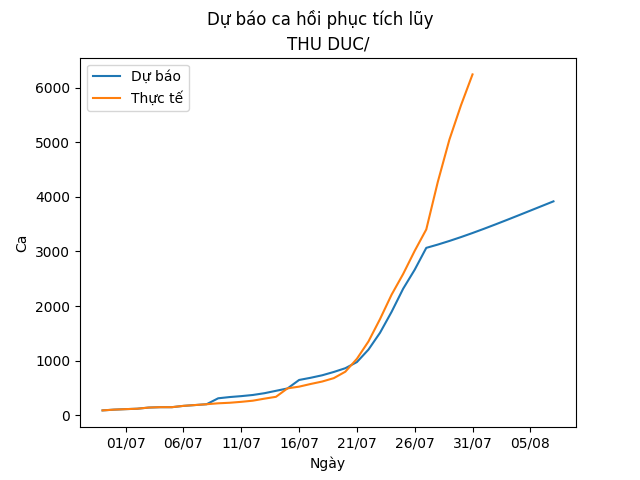 Dự báo ca hồi phục tích lũy
THU DUC/
Dự báo
Thực tế
6000
5000
4000
3000
2000
1000
0
Ca
01/07 06/07 11/07 16/07 21/07 26/07 31/07 05/08
Ngày